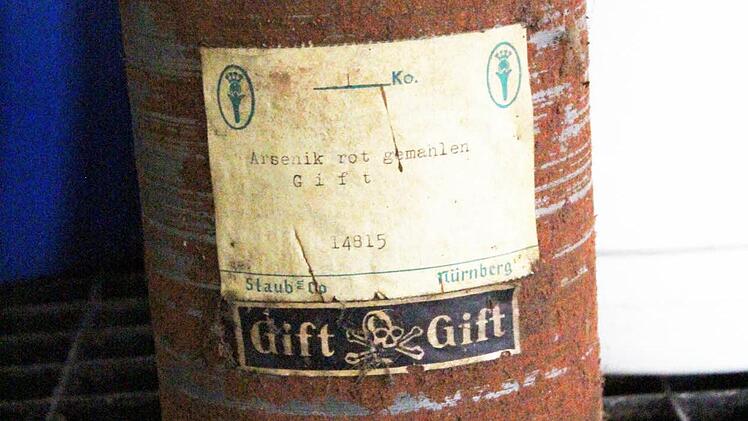 1 Ko.
Arsenik rot gemahlen
Gift
14815
Staub & Co Nürnberg
Gift Gift